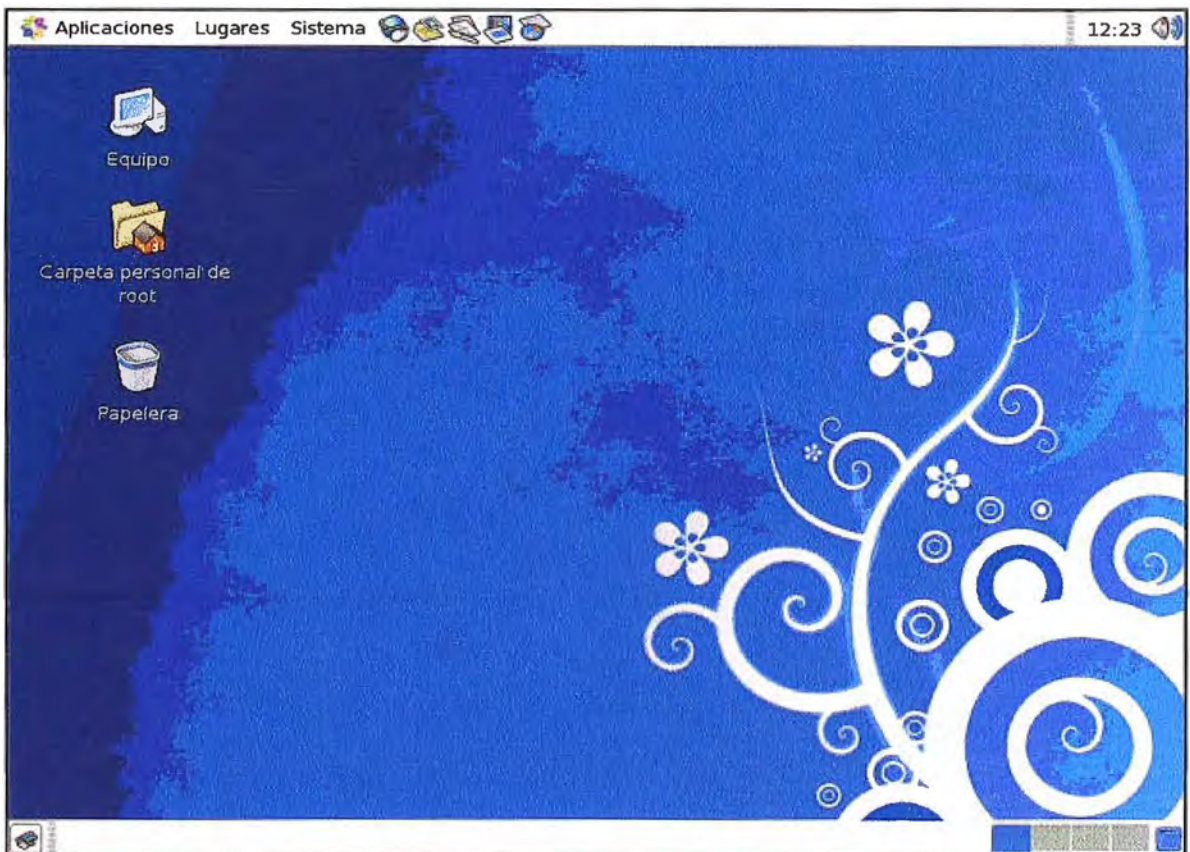 Aplicaciones Lugares Sistema 12:23
Equipo
Carpeta personal de
root
Papelera